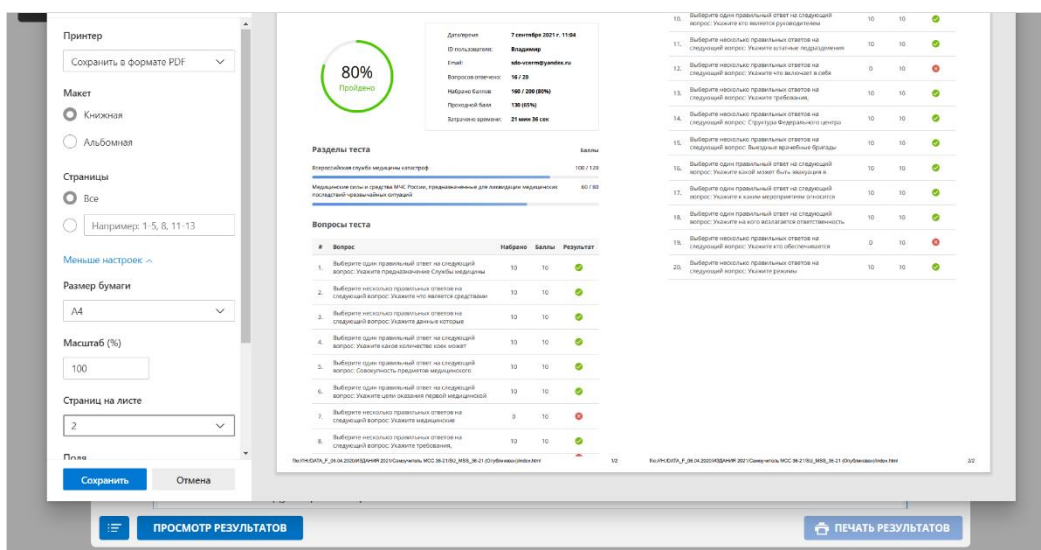 Принтер
Сохранить в формате PDF
Макет
Книжная
Альбомная
Страницы
Все
Например: 1-5, 8, 11-13
Меньше настроек
Размер бумаги
A4
Масштаб (%)
100
Страниц на листе
2
Поля
Сохранить
Отмена
80%
Пройдено
Дата/время 7 сентября 2021 г. 11:04
ID пользователя: Владимир
Email: sdo-vcerm@yandex.ru
Вопросов отвечено: 16 / 20
Набрано баллов 160 / 200 (80%)
Проходной балл 130 (65%)
Затрачено времени: 21 мин 36 сек
Разделы теста Баллы
Всероссийская служба медицины катастроф 100 / 120
Медицинские силы и средства МЧС России, предназначенные для ликвидации медицинских 60 / 80
последствий чрезвычайных ситуаций
Вопросы теста
# Вопрос Набрано Баллы Результат
1. Выберите один правильный ответ на следующий
вопрос: Укажите предназначение Службы медицины 10 10
2. Выберите несколько правильных ответов на
следующий вопрос: Укажите что является средствами 10 10
3. Выберите несколько правильных ответов на
следующий вопрос: Укажите данные которые 10 10
4. Выберите один правильный ответ на следующий
вопрос: Укажите какое количество коек может 10 10
5. Выберите один правильный ответ на следующий
вопрос: Совокупность предметов медицинского 10 10
6. Выберите один правильный ответ на следующий
вопрос: Укажите цели оказания первой медицинской 10 10
7. Выберите несколько правильных ответов на
следующий вопрос: Укажите медицинские 0 10
8. Выберите несколько правильных ответов на
следующий вопрос: Укажите требования, 10 10
1/2
10. Выберите один правильный ответ на следующий
вопрос: Укажите кто является руководителем 10 10
11. Выберите несколько правильных ответов на
следующий вопрос: Укажите штатные подразделения 10 10
12. Выберите несколько правильных ответов на
следующий вопрос: Укажите что включает в себя 0 10
13. Выберите несколько правильных ответов на
следующий вопрос: Укажите требования, 10 10
14. Выберите несколько правильных ответов на
следующий вопрос: Структура Федерального центра 10 10
15. Выберите несколько правильных ответов на
следующий вопрос: Выездные врачебные бригады 10 10
16. Выберите один правильный ответ на следующий
вопрос: Укажите какой может быть эвакуация в 10 10
17. Выберите один правильный ответ на следующий
вопрос: Укажите к каким мероприятиям относится 10 10
18. Выберите один правильный ответ на следующий
вопрос: Укажите на кого возлагается ответственность 10 10
19. Выберите несколько правильных ответов на
следующий вопрос: Укажите кто обеспечивается 0 10
20. Выберите несколько правильных ответов на
следующий вопрос: Укажите режимы 10 10
2/2
ПРОСМОТР РЕЗУЛЬТАТОВ
ПЕЧАТЬ РЕЗУЛЬТАТОВ